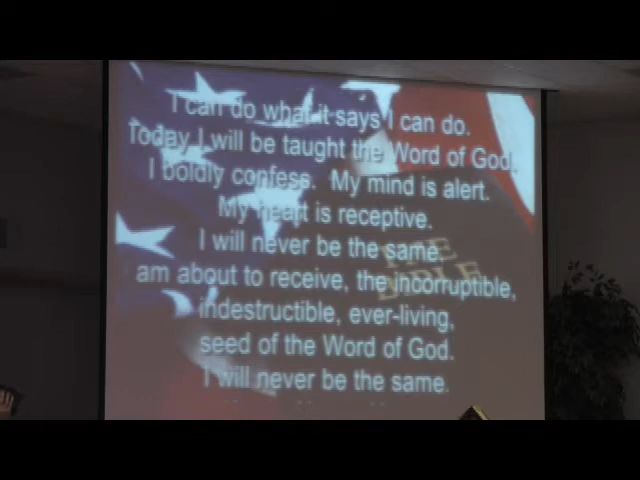 I can do what it says I can do.
Today I will be taught the Word of God.
I boldly confess. My mind is alert.
My heart is receptive.
I will never be the same.
am about to receive, the incorruptible,
indestructible, ever-living,
seed of the Word of God.
I will never be the same.
THE
BIBLE